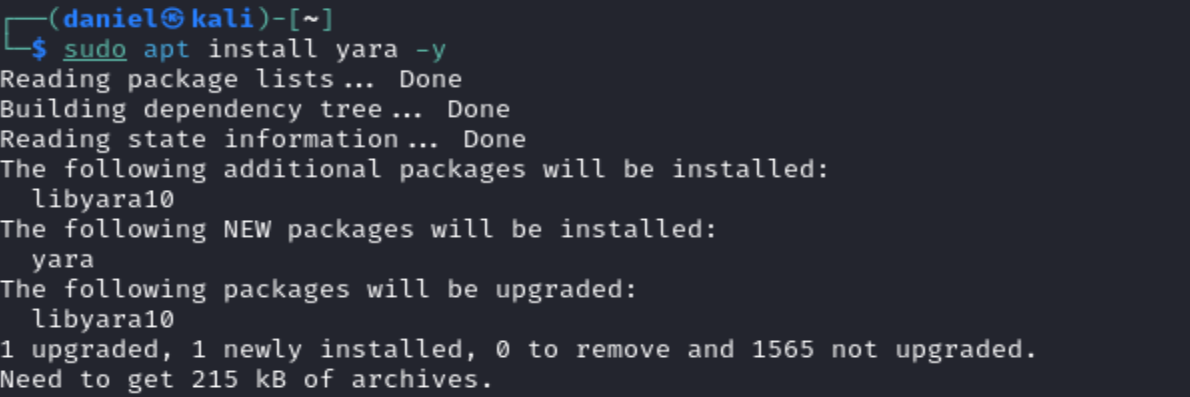 ┌──(daniel㉿kali)-[~]
└─$ sudo apt install yara -y
Reading package lists... Done
Building dependency tree... Done
Reading state information... Done
The following additional packages will be installed:
  libyara10
The following NEW packages will be installed:
  yara
The following packages will be upgraded:
  libyara10
1 upgraded, 1 newly installed, 0 to remove and 1565 not upgraded.
Need to get 215 kB of archives.